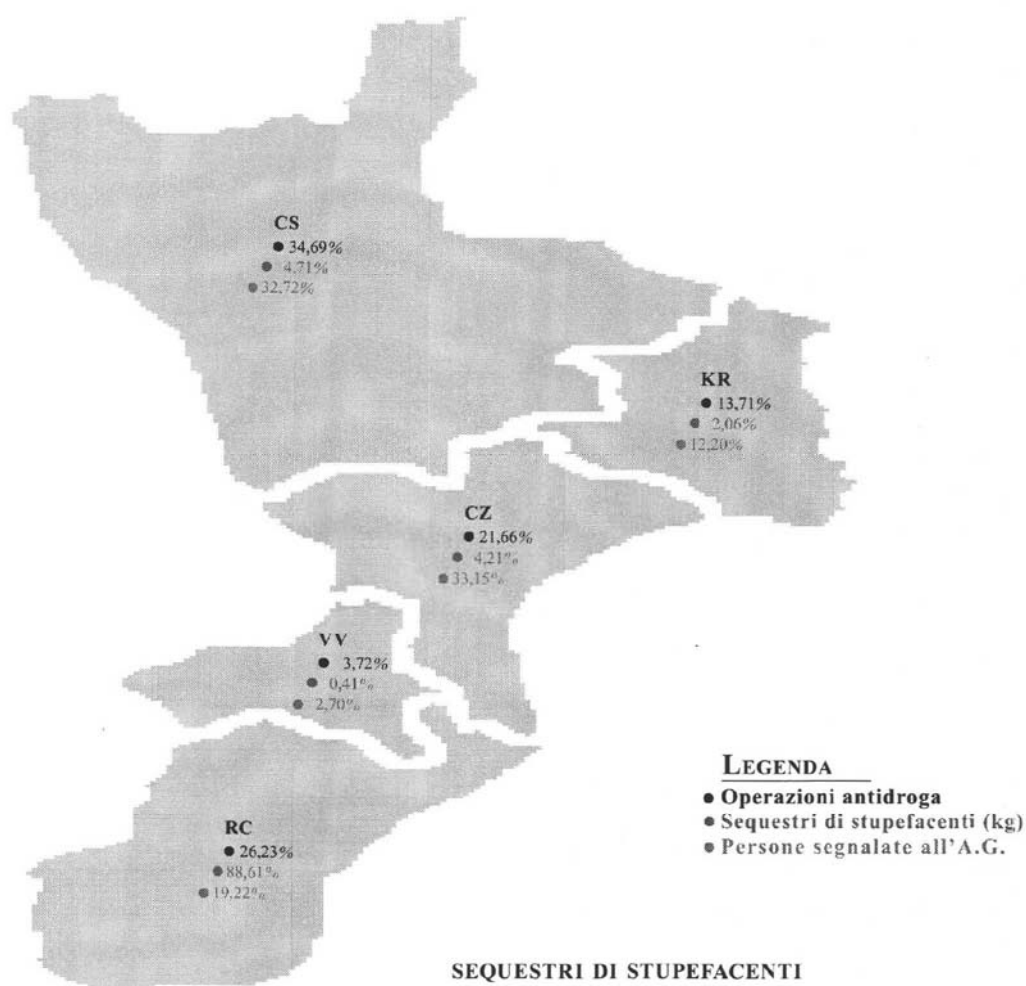 CS
34,69%
4,71%
32,72%
KR
13,71%
2,06%
12,20%
CZ
21,66%
4,21%
33,15%
VV
3,72%
0,41%
2,70%
RC
26,23%
88,61%
19,22%
LEGENDA
Operazioni antidroga
Sequestri di stupefacenti (kg)
Persone segnalate all'A.G.
SEQUESTRI DI STUPEFACENTI